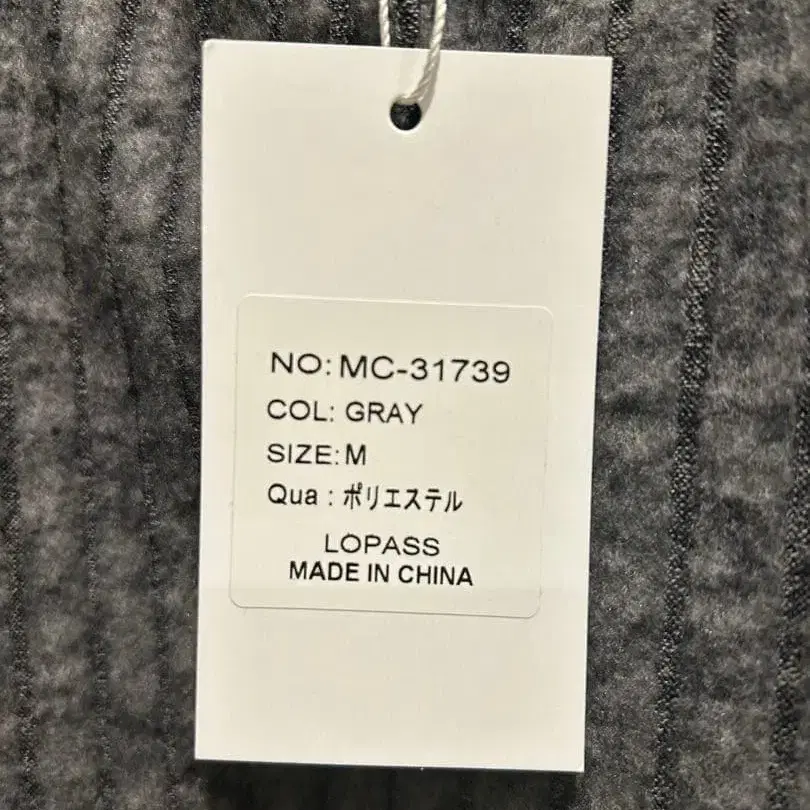 NO: MC-31739
COL: GRAY
SIZE: M
Qua : ポリエステル
LOPASS
MADE IN CHINA